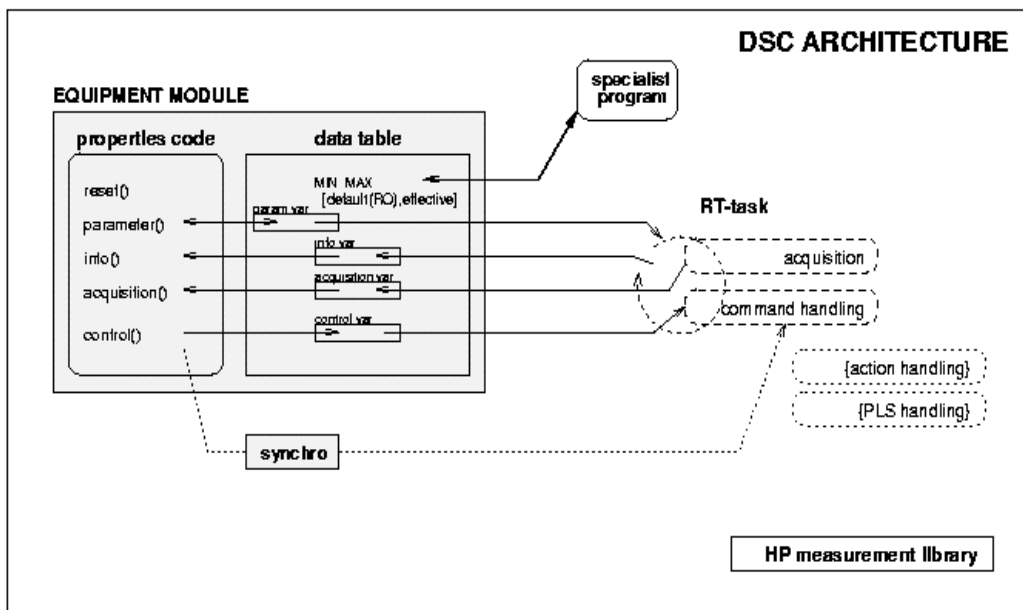 DSC ARCHITECTURE
specialist
program
EQUIPMENT MODULE
properties code
data table
reset()
MIN MAX
[default(RO),effective]
param var
parameter()
RT-task
info var
info()
acquisition
acquisition var
acquisition()
command handling
control var
control()
{action handling}
{PLS handling}
synchro
HP measurement library